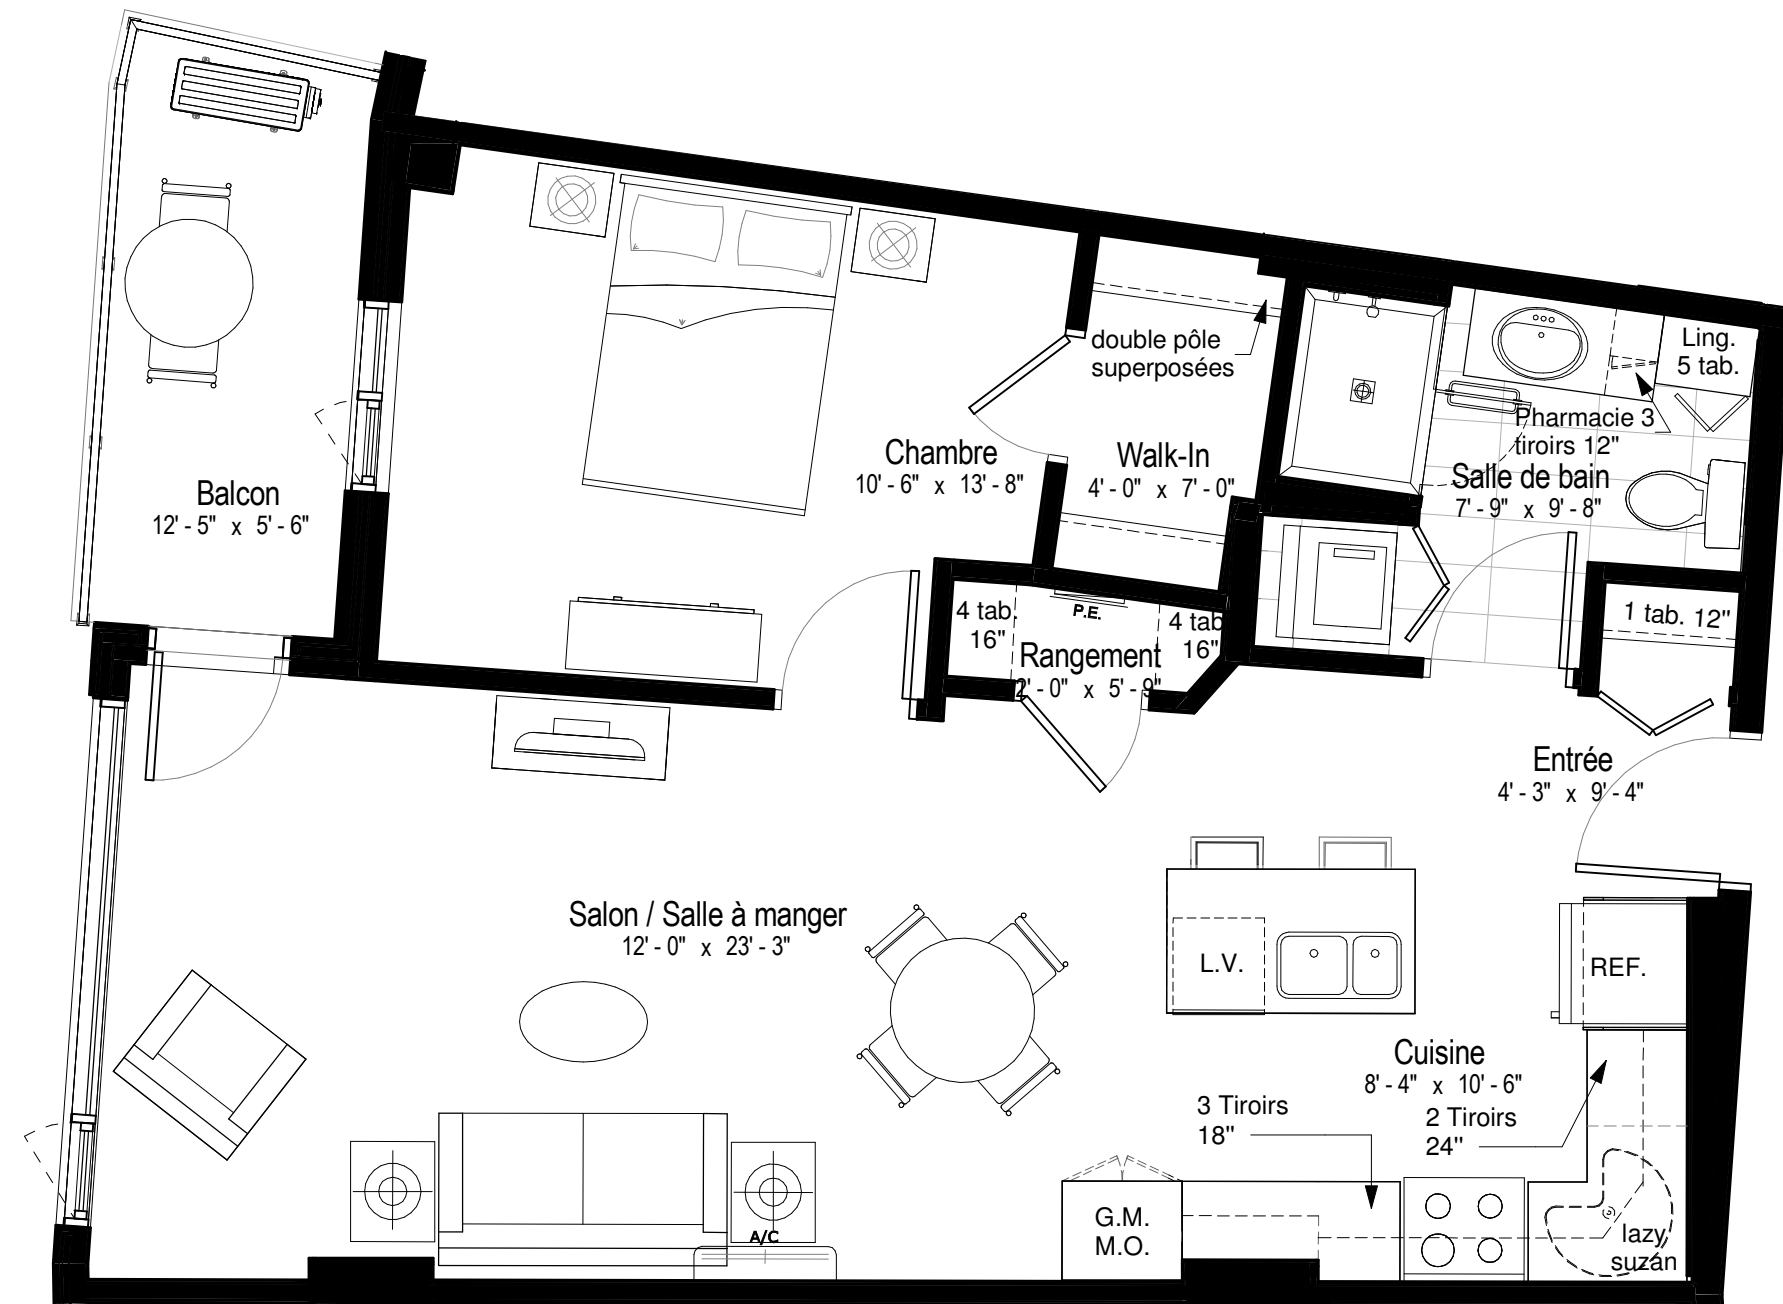 Balcon
12' - 5" x 5' - 6"
Chambre
10' - 6" x 13' - 8"
double pôle
superposées
Walk-In
4' - 0" x 7' - 0"
Ling.
5 tab.
Pharmacie 3
tiroirs 12"
Salle de bain
7' - 9" x 9' - 8"
4 tab.
16"
P.E.
4 tab
16"
Rangement
2' - 0" x 5' - 9"
1 tab. 12"
Entrée
4' - 3" x 9' - 4"
Salon / Salle à manger
12' - 0" x 23' - 3"
L.V.
REF.
Cuisine
8' - 4" x 10' - 6"
3 Tiroirs
18"
2 Tiroirs
24"
A/C
G.M.
M.O.
lazy
suzan